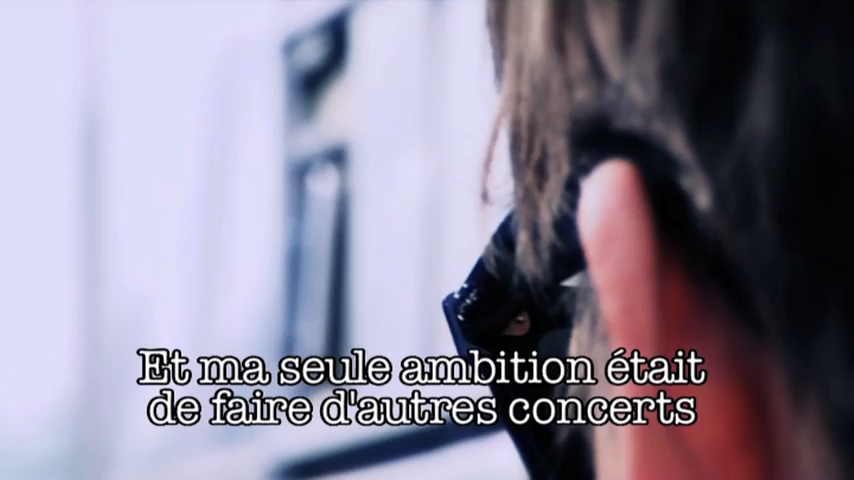 Et ma seule ambition était
de faire d'autres concerts